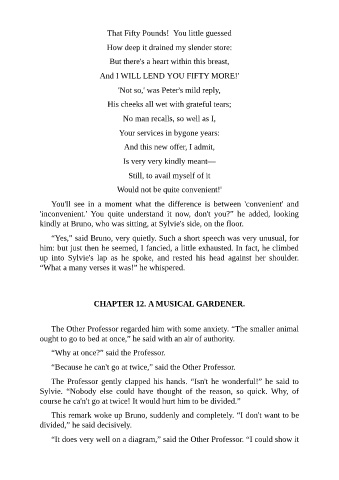 That Fifty Pounds!  You little guessed
How deep it drained my slender store:
But there's a heart within this breast,
And I WILL LEND YOU FIFTY MORE!'
'Not so,' was Peter's mild reply,
His cheeks all wet with grateful tears;
No man recalls, so well as I,
Your services in bygone years:
And this new offer, I admit,
Is very very kindly meant—
Still, to avail myself of it
Would not be quite convenient!'
You'll see in a moment what the difference is between 'convenient' and
'inconvenient.' You quite understand it now, don't you?” he added, looking
kindly at Bruno, who was sitting, at Sylvie's side, on the floor.
“Yes,” said Bruno, very quietly. Such a short speech was very unusual, for
him: but just then he seemed, I fancied, a little exhausted. In fact, he climbed
up into Sylvie's lap as he spoke, and rested his head against her shoulder.
“What a many verses it was!” he whispered.
CHAPTER 12. A MUSICAL GARDENER.
The Other Professor regarded him with some anxiety. “The smaller animal
ought to go to bed at once,” he said with an air of authority.
“Why at once?” said the Professor.
“Because he can't go at twice,” said the Other Professor.
The Professor gently clapped his hands. “Isn't he wonderful!” he said to
Sylvie. “Nobody else could have thought of the reason, so quick. Why, of
course he ca'n't go at twice! It would hurt him to be divided.”
This remark woke up Bruno, suddenly and completely. “I don't want to be
divided,” he said decisively.
“It does very well on a diagram,” said the Other Professor. “I could show it